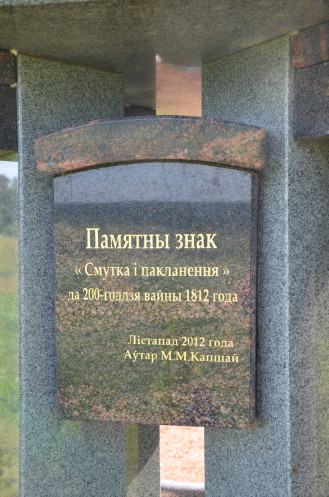 Памятны знак
« Смутка і пакланення »
да 200-годдзя вайны 1812 года
Лістапад 2012 года
Аўтар М.М.Капшай